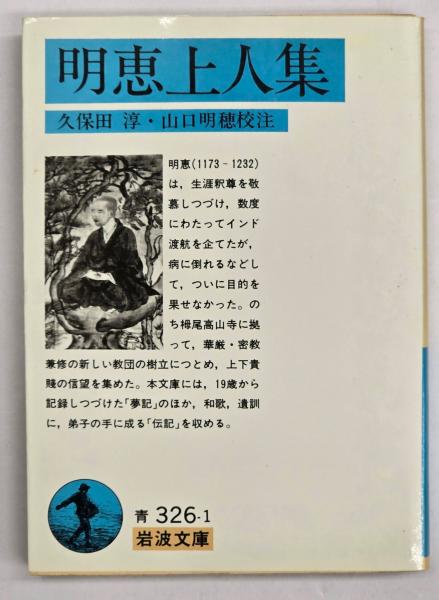 明恵上人集
久保田 淳・山口明穂校注
明恵(1173－1232)
は，生涯釈尊を敬
慕しつづけ，数度
にわたってインド
渡航を企てたが，
病に倒れるなどし
て，ついに目的を
果せなかった。の
ち栂尾高山寺に拠
って，華厳・密教
兼修の新しい教団の樹立につとめ，上下貴
賤の信望を集めた。本文庫には，19歳から
記録しつづけた「夢記」のほか，和歌，遺訓
に，弟子の手に成る「伝記」を収める。
青 326-1
岩波文庫